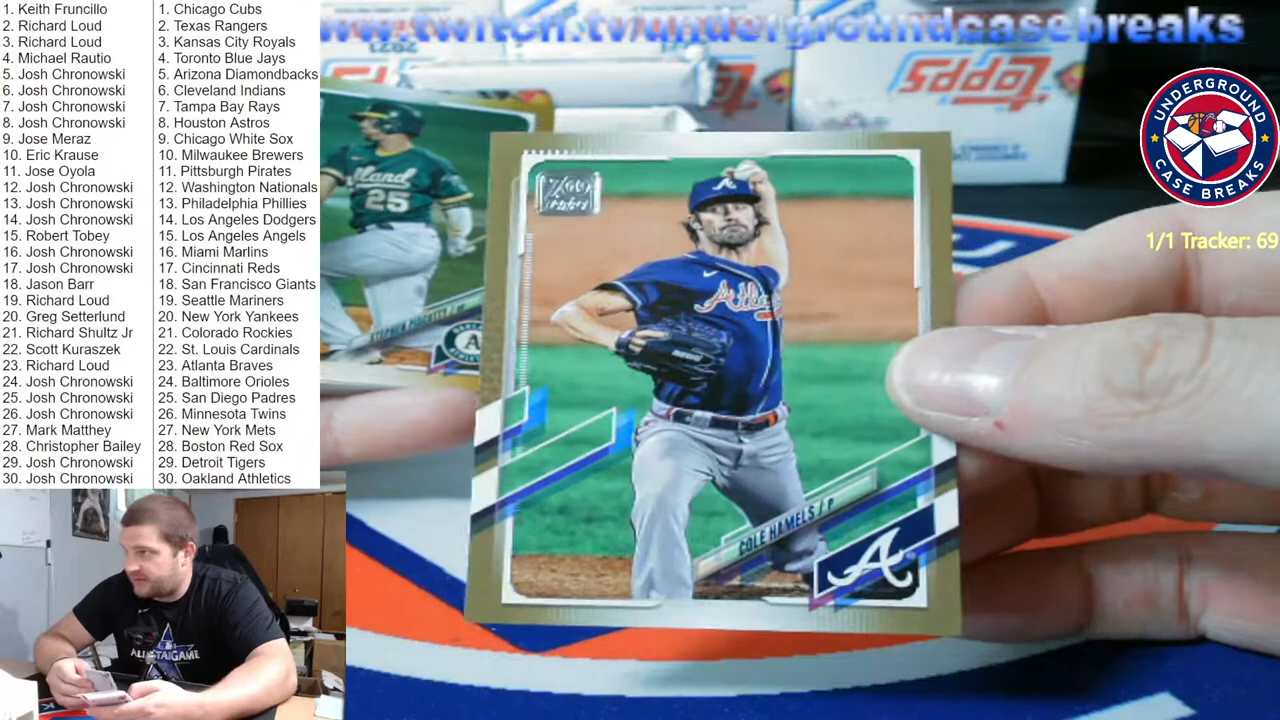 www.twitch.tv/undergroundcasebreaks
1. Keith Fruncillo
2. Richard Loud
3. Richard Loud
4. Michael Rautio
5. Josh Chronowski
6. Josh Chronowski
7. Josh Chronowski
8. Josh Chronowski
9. Jose Meraz
10. Eric Krause
11. Jose Oyola
12. Josh Chronowski
13. Josh Chronowski
14. Josh Chronowski
15. Robert Tobey
16. Josh Chronowski
17. Josh Chronowski
18. Jason Barr
19. Richard Loud
20. Greg Setterlund
21. Richard Shultz Jr
22. Scott Kuraszek
23. Richard Loud
24. Josh Chronowski
25. Josh Chronowski
26. Josh Chronowski
27. Mark Matthey
28. Christopher Bailey
29. Josh Chronowski
30. Josh Chronowski
1. Chicago Cubs
2. Texas Rangers
3. Kansas City Royals
4. Toronto Blue Jays
5. Arizona Diamondbacks
6. Cleveland Indians
7. Tampa Bay Rays
8. Houston Astros
9. Chicago White Sox
10. Milwaukee Brewers
11. Pittsburgh Pirates
12. Washington Nationals
13. Philadelphia Phillies
14. Los Angeles Dodgers
15. Los Angeles Angels
16. Miami Marlins
17. Cincinnati Reds
18. San Francisco Giants
19. Seattle Mariners
20. New York Yankees
21. Colorado Rockies
22. St. Louis Cardinals
23. Atlanta Braves
24. Baltimore Orioles
25. San Diego Padres
26. Minnesota Twins
27. New York Mets
28. Boston Red Sox
29. Detroit Tigers
30. Oakland Athletics
2021
Topps
UNDERGROUND
CASE BREAKS
1/1 Tracker: 69
25
A
COLE HAMELS / P
A